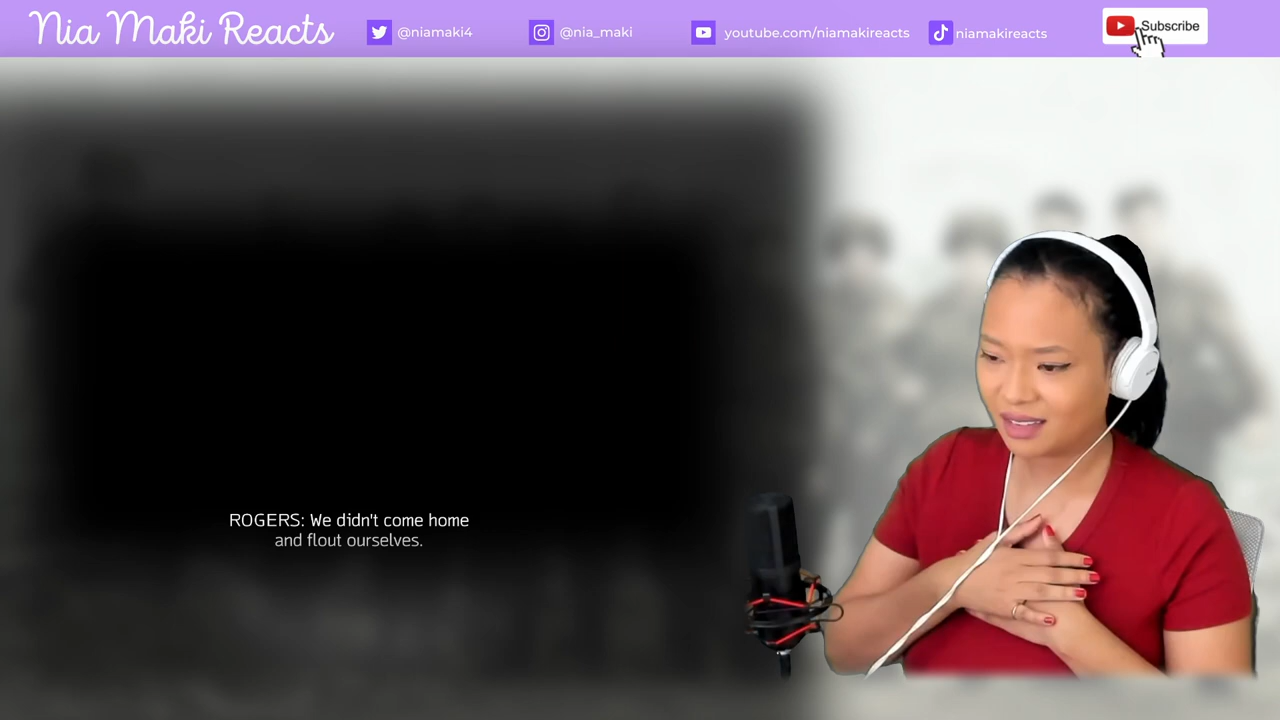 Nia Maki Reacts
@niamaki4
@nia_maki
youtube.com/niamakireacts
niamakireacts
Subscribe
ROGERS: We didn't come home
and flout ourselves.